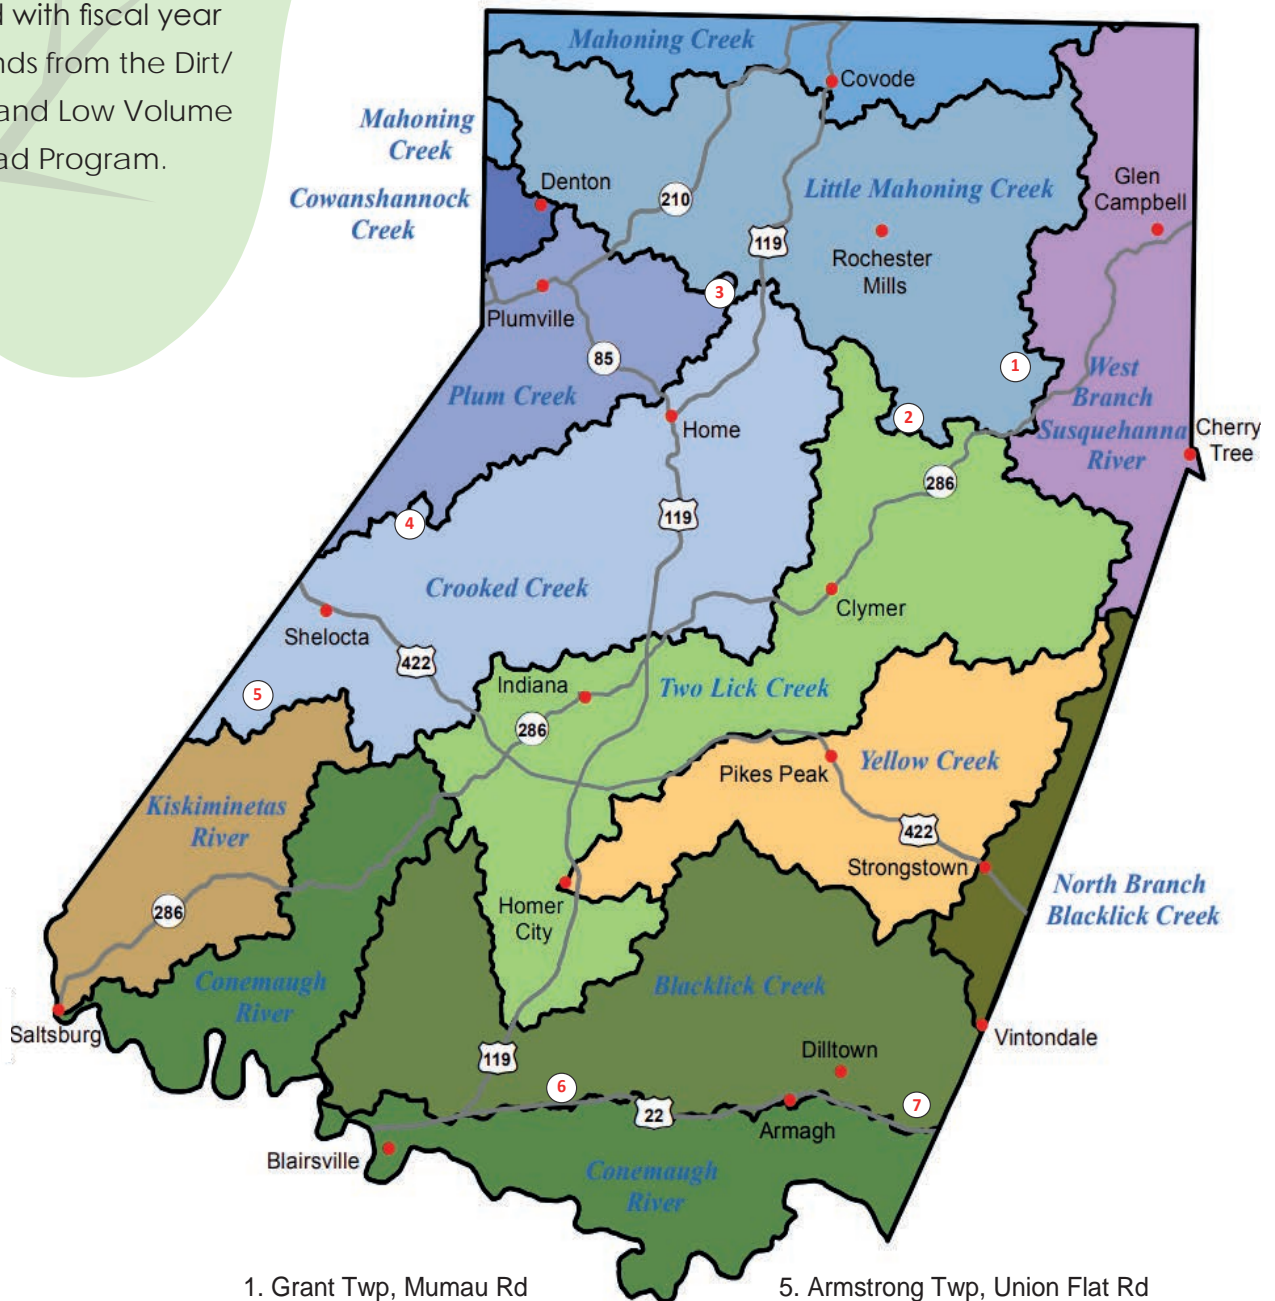 d with fiscal year
nds from the Dirt/
and Low Volume
ad Program.
Mahoning Creek
Covode
Mahoning
Creek
Cowanshannock
Creek
Denton
210
Little Mahoning Creek
Glen
Campbell
119
Rochester
Mills
3
Plumville
85
1
West
Branch
Susquehanna
River
Plum Creek
2
Home
Cherry
Tree
286
119
4
Crooked Creek
Clymer
Shelocta
422
5
Indiana
Two Lick Creek
286
Pikes Peak
Yellow Creek
Kiskiminetas
River
422
Strongstown
North Branch
Blacklick Creek
286
Homer
City
Conemaugh
River
Blacklick Creek
Saltsburg
Vintondale
119
Dilltown
6
22
7
Armagh
Blairsville
Conemaugh
River
1. Grant Twp, Mumau Rd
5. Armstrong Twp, Union Flat Rd